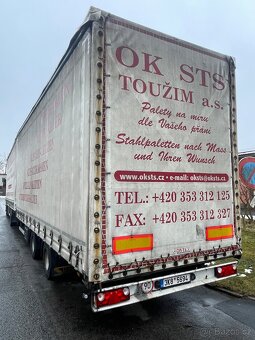 OK STS
TOUŽIM a.s.
Palety na míru
dle Vašeho přání
Stahlpaletten nach Mass
und Ihren Wunsch
www.oksts.cz - e-mail: oksts@oksts.cz
TEL.: +420 353 312 125
FAX: +420 353 312 327
90